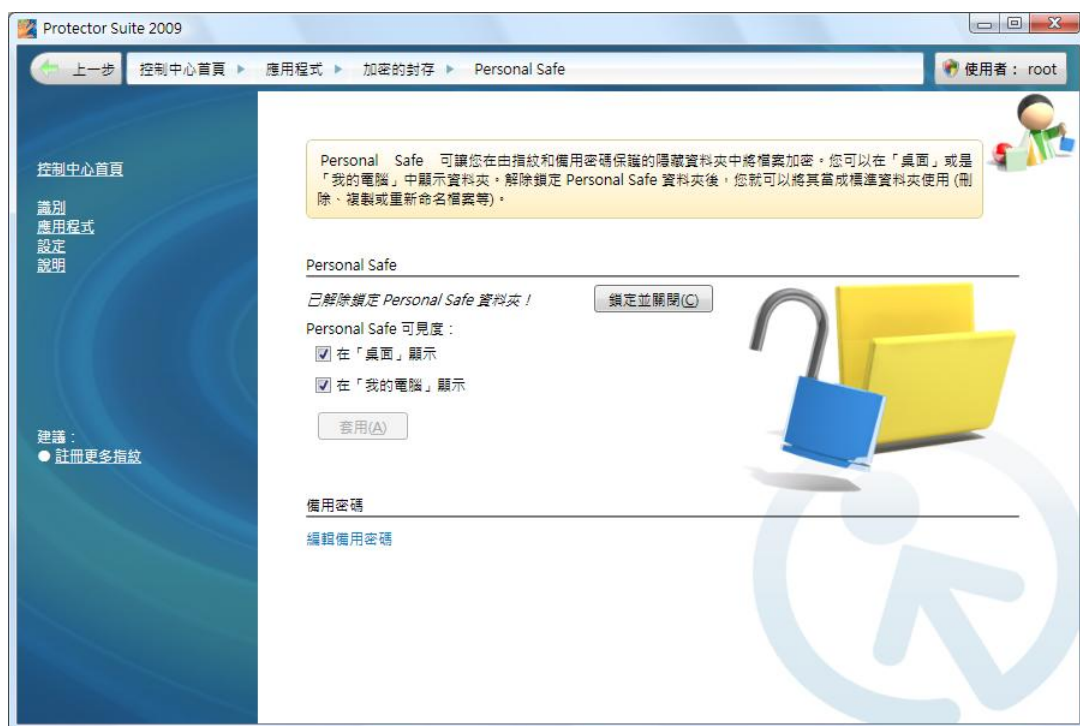 Protector Suite 2009
上一步 控制中心首頁 應用程式 加密的封存 Personal Safe 使用者： root
控制中心首頁
識別
應用程式
設定
說明
建議：
註冊更多指紋
Personal Safe 可讓您在由指紋和備用密碼保護的隱藏資料夾中將檔案加密。您可以在「桌面」或是
「我的電腦」中顯示資料夾。解除鎖定 Personal Safe 資料夾後，您就可以將其當成標準資料夾使用 (刪
除、複製或重新命名檔案等)。
Personal Safe
已解除鎖定 Personal Safe 資料夾！ 鎖定並關閉(C)
Personal Safe 可見度：
在「桌面」顯示
在「我的電腦」顯示
套用(A)
備用密碼
編輯備用密碼